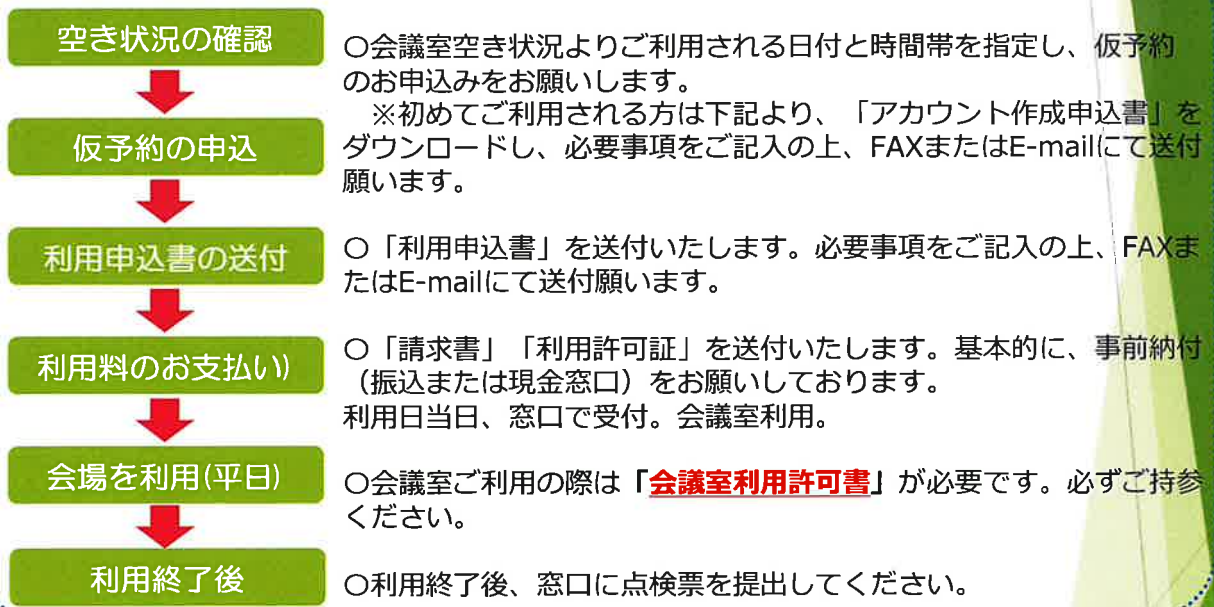 空き状況の確認
〇会議室空き状況よりご利用される日付と時間帯を指定し、仮予約
のお申込みをお願いします。
※初めてご利用される方は下記より、「アカウント作成申込書」を
ダウンロードし、必要事項をご記入の上、FAXまたはE-mailにて送付
願います。
仮予約の申込
利用申込書の送付
〇「利用申込書」を送付いたします。必要事項をご記入の上、FAXま
たはE-mailにて送付願います。
利用料のお支払い)
〇「請求書」「利用許可証」を送付いたします。基本的に、事前納付
（振込または現金窓口）をお願いしております。
利用日当日、窓口で受付。会議室利用。
会場を利用(平日)
〇会議室ご利用の際は「会議室利用許可書」が必要です。必ずご持参
ください。
利用終了後
〇利用終了後、窓口に点検票を提出してください。